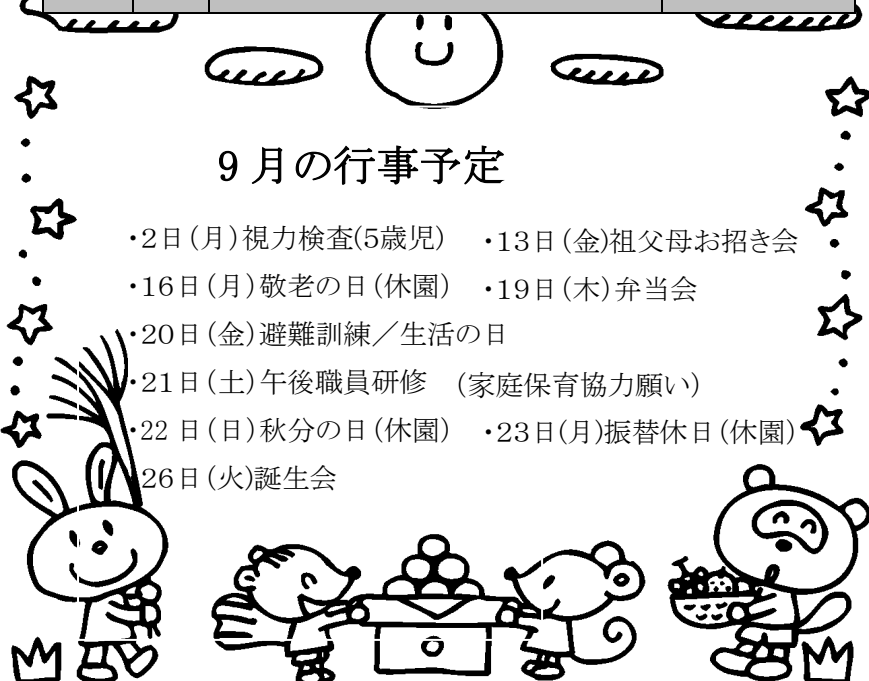 9月の行事予定
・2日(月)視力検査(5歳児) ・13日(金)祖父母お招き会
・16日(月)敬老の日(休園) ・19日(木)弁当会
・20日(金)避難訓練／生活の日
・21日(土)午後職員研修 (家庭保育協力願い)
・22日(日)秋分の日(休園) ・23日(月)振替休日(休園)
26日(火)誕生会